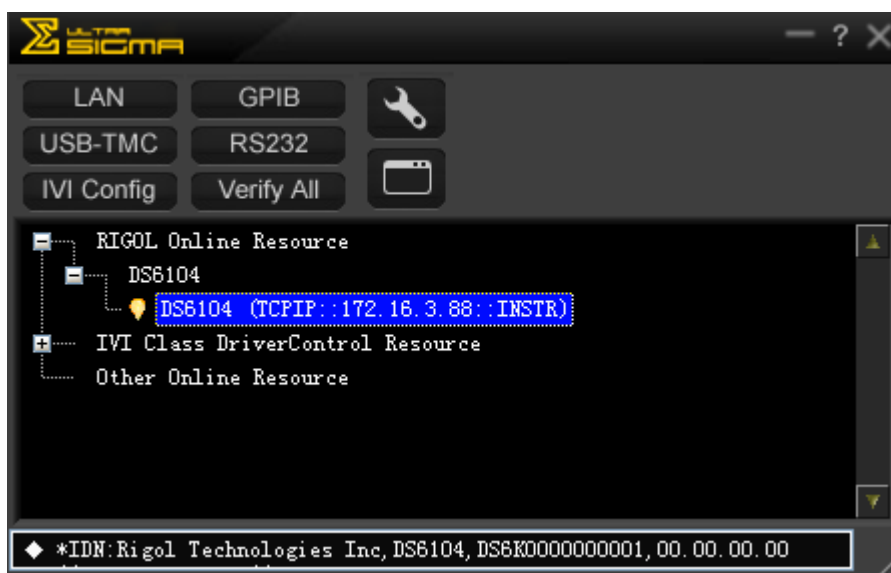 ULTRA
SIGMA
?
LAN GPIB
USB-TMC RS232
IVI Config Verify All
RIGOL Online Resource
DS6104
DS6104 (TCPIP::172.16.3.88::INSTR)
IVI Class DriverControl Resource
Other Online Resource
*IDN:Rigol Technologies Inc,DS6104,DS6K0000000001,00.00.00.00